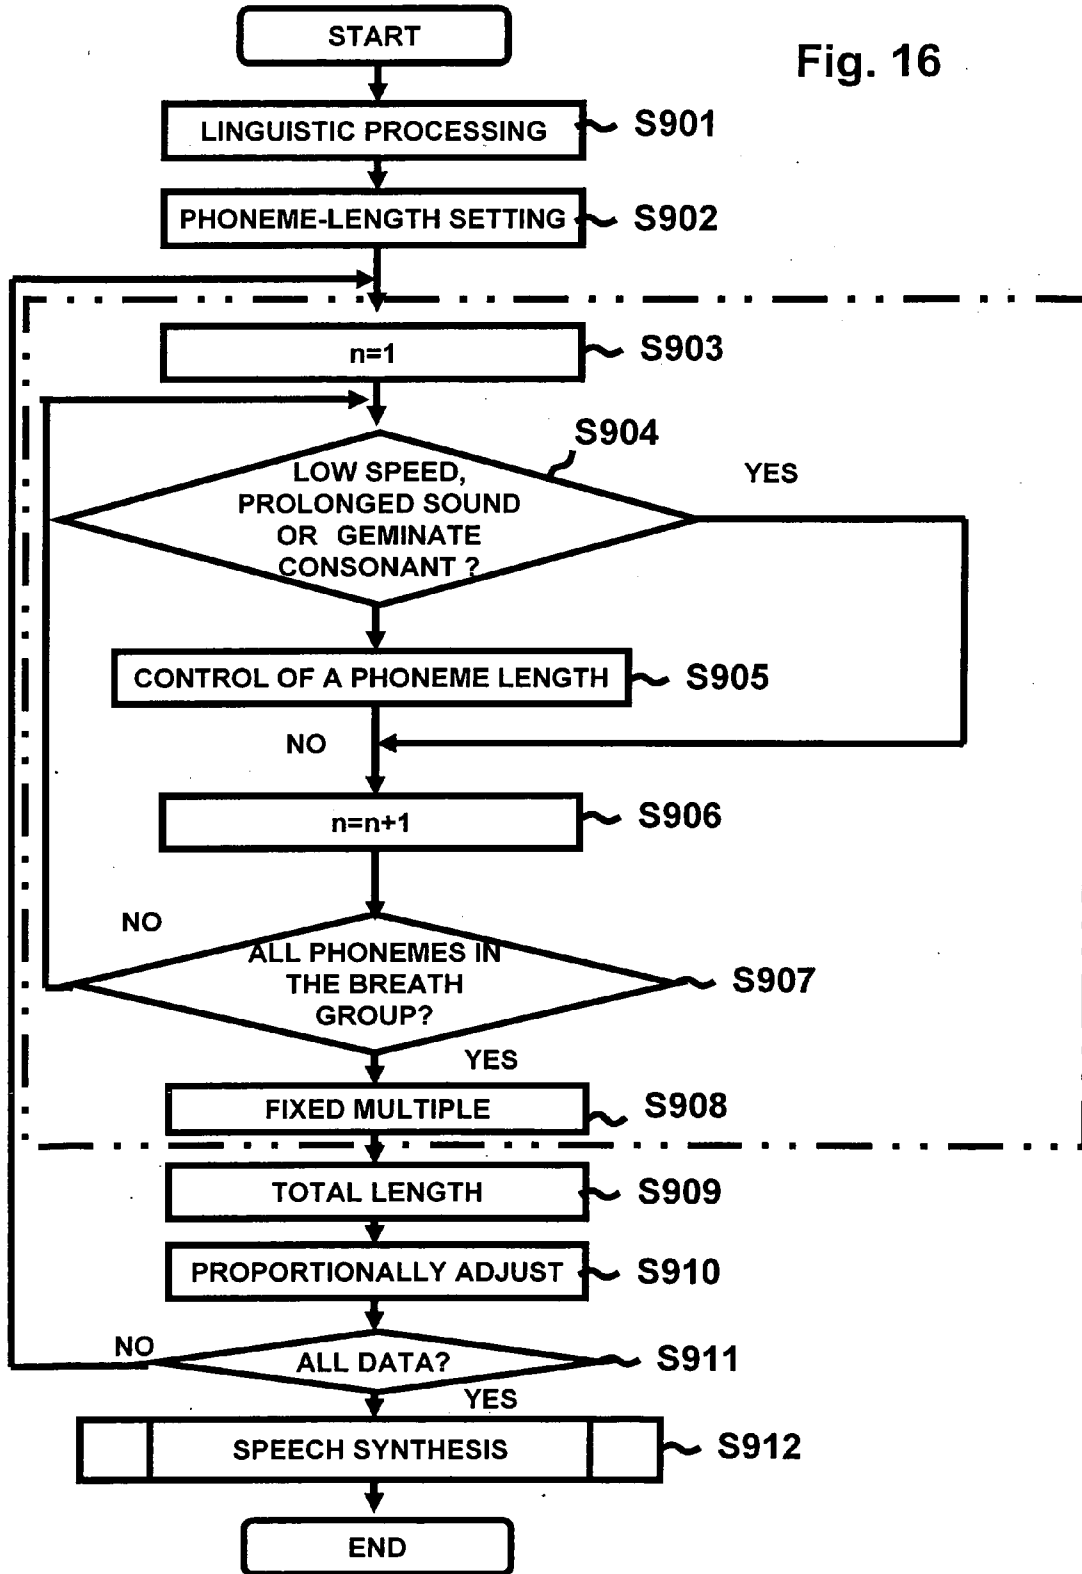 START
Fig. 16
LINGUISTIC PROCESSING
S901
PHONEME-LENGTH SETTING
S902
n=1
S903
S904
LOW SPEED,
PROLONGED SOUND
OR GEMINATE
CONSONANT ?
YES
CONTROL OF A PHONEME LENGTH
S905
NO
n=n+1
S906
NO
ALL PHONEMES IN
THE BREATH
GROUP?
S907
YES
FIXED MULTIPLE
S908
TOTAL LENGTH
S909
PROPORTIONALLY ADJUST
S910
NO
ALL DATA?
S911
YES
SPEECH SYNTHESIS
S912
END